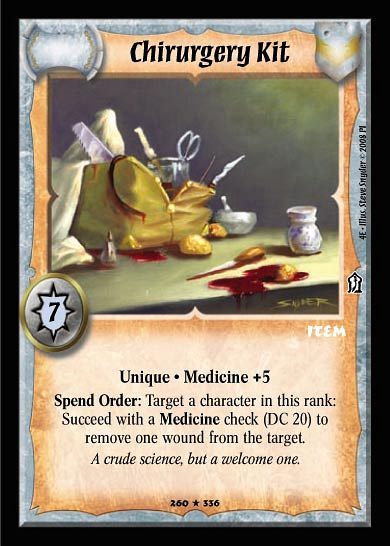 Chirurgery Kit
4E • Illus Steve Snyder © 2008 PI
SNYDER
7
ITEM
Unique • Medicine +5
Spend Order: Target a character in this rank:
Succeed with a Medicine check (DC 20) to
remove one wound from the target.
A crude science, but a welcome one.
260 ★ 336